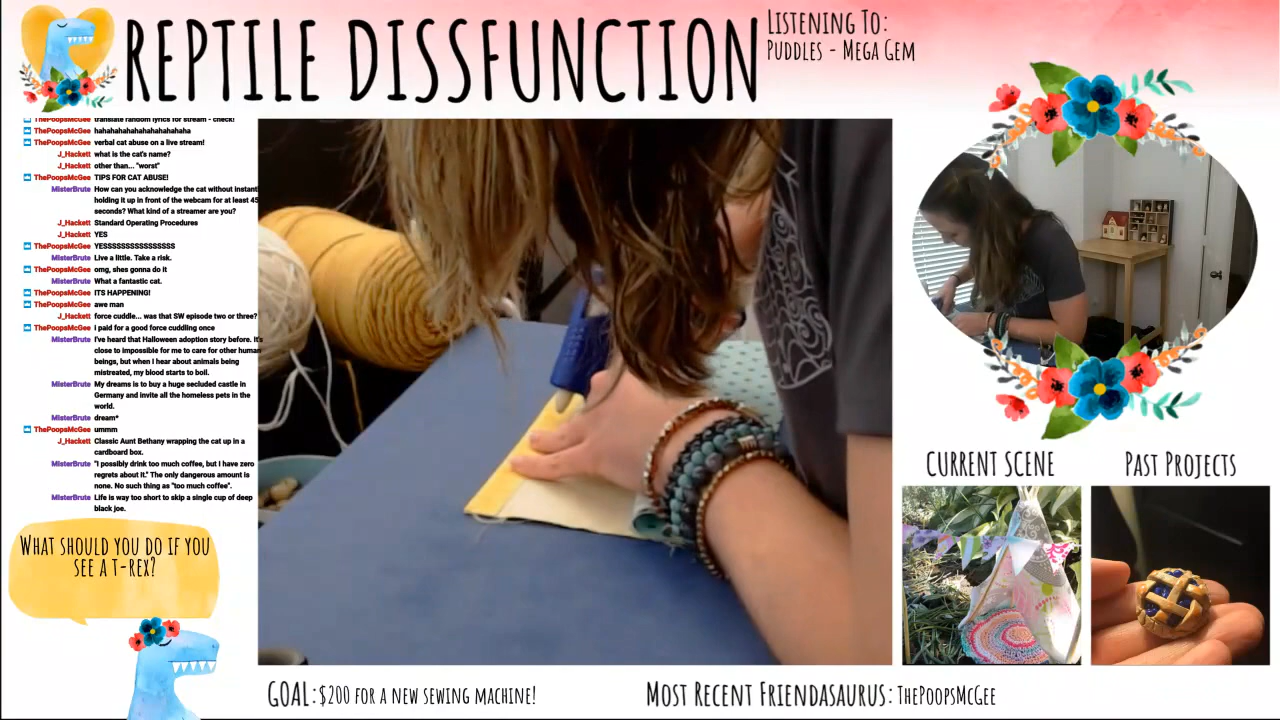 REPTILE DISSFUNCTION
LISTENING TO:
PUDDLES - MEGA GEM
ThePoopsMcGee translate random lyrics for stream - check!
ThePoopsMcGee hahahahahahahahahahahaha
ThePoopsMcGee verbal cat abuse on a live stream!
J_Hackett what is the cat's name?
J_Hackett other than... "worst"
ThePoopsMcGee TIPS FOR CAT ABUSE!
MisterBrute How can you acknowledge the cat without instant
holding it up in front of the webcam for at least 45
seconds? What kind of a streamer are you?
J_Hackett Standard Operating Procedures
J_Hackett YES
ThePoopsMcGee YESSSSSSSSSSSSSSSS
MisterBrute Live a little. Take a risk.
ThePoopsMcGee omg, shes gonna do it
MisterBrute What a fantastic cat.
ThePoopsMcGee ITS HAPPENING!
ThePoopsMcGee awe man
J_Hackett force cuddle... was that SW episode two or three?
ThePoopsMcGee i paid for a good force cuddling once
MisterBrute I've heard that Halloween adoption story before. It's
close to impossible for me to care for other human
beings, but when I hear about animals being
mistreated, my blood starts to boil.
MisterBrute My dreams is to buy a huge secluded castle in
Germany and invite all the homeless pets in the
world.
MisterBrute dream*
ThePoopsMcGee ummm
J_Hackett Classic Aunt Bethany wrapping the cat up in a
cardboard box.
MisterBrute "I possibly drink too much coffee, but I have zero
regrets about it." The only dangerous amount is
none. No such thing as "too much coffee".
MisterBrute Life is way too short to skip a single cup of deep
black joe.
WHAT SHOULD YOU DO IF YOU
SEE A T-REX?
CURRENT SCENE
PAST PROJECTS
GOAL: $200 FOR A NEW SEWING MACHINE!
MOST RECENT FRIENDASAURUS: THEPOOPSMCGEE